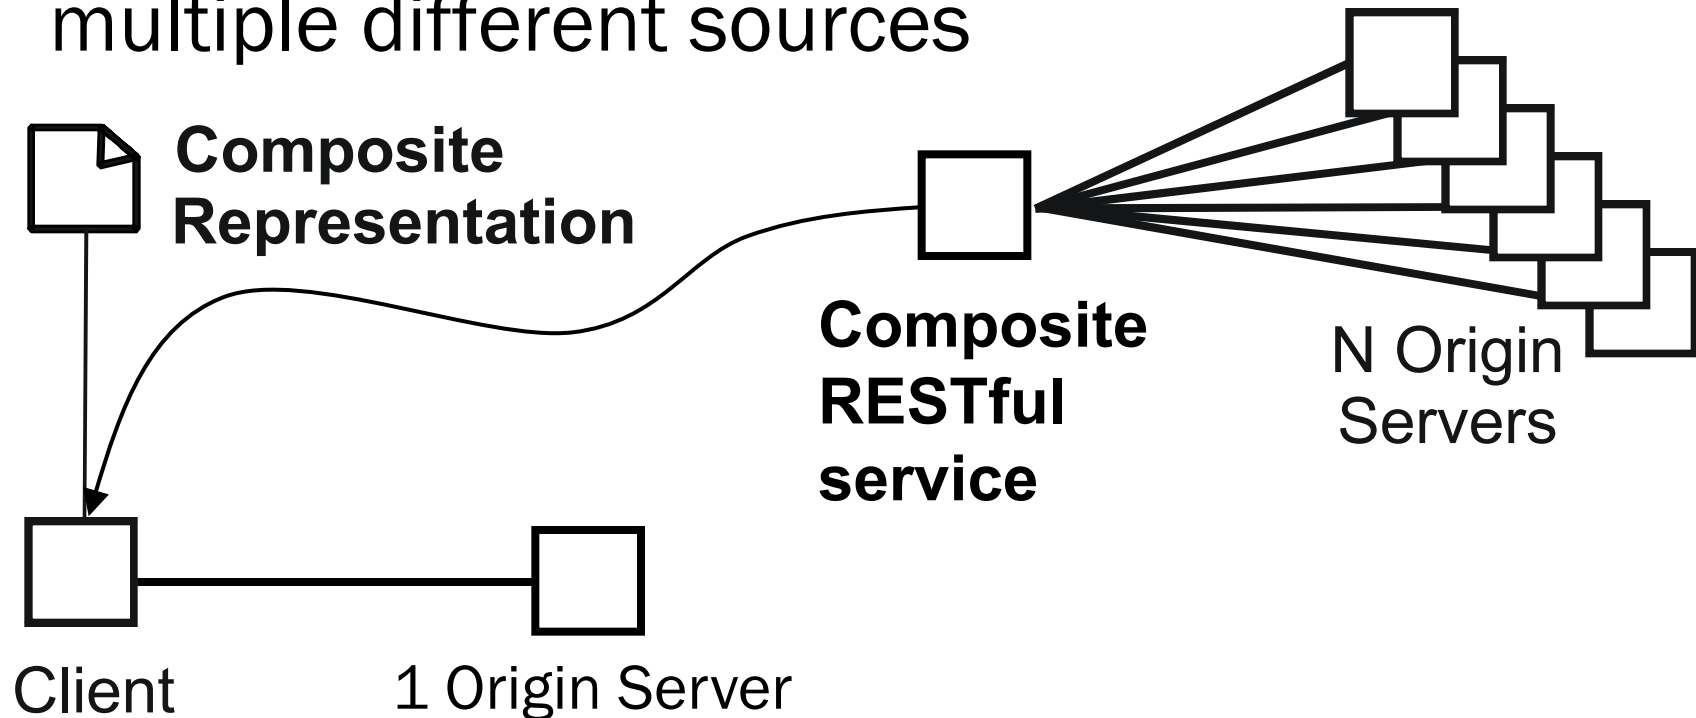 multiple different sources
Composite
Representation
Composite
RESTful
service
N Origin
Servers
Client
1 Origin Server